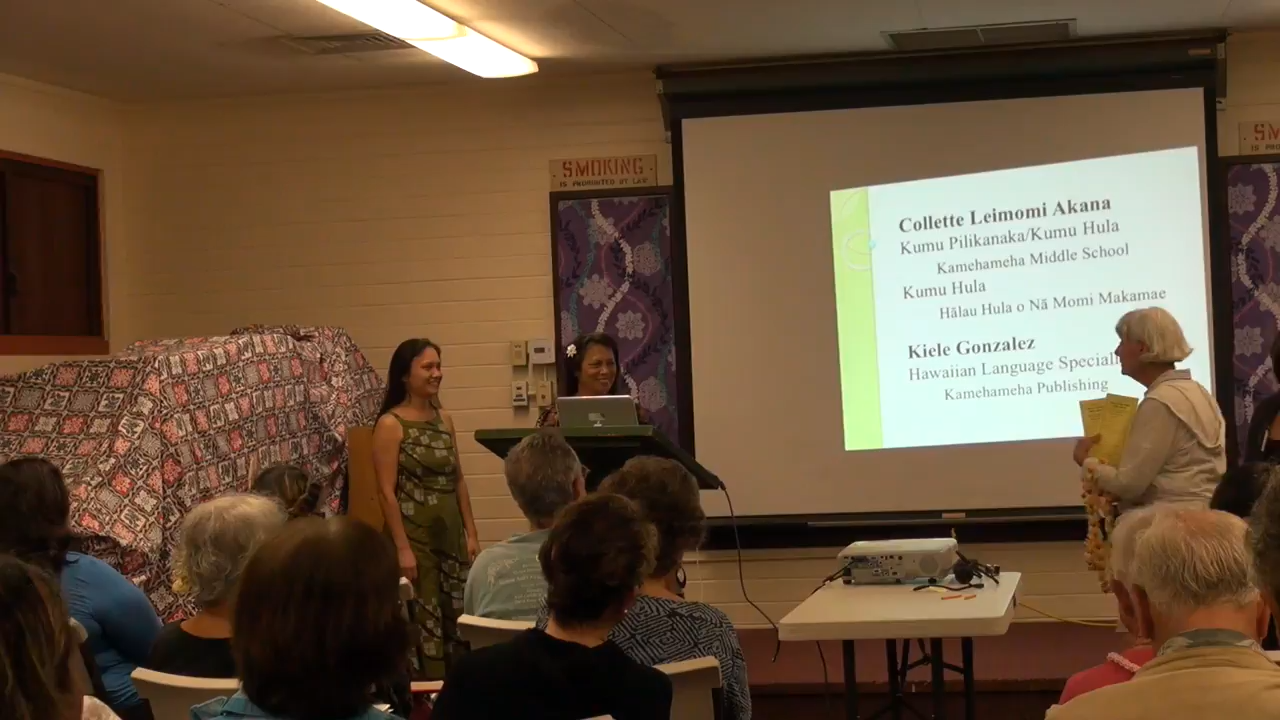 SMOKING
IS PROHIBITED BY LAW
SM
Collette Leimomi Akana
Kumu Pilikanaka/Kumu Hula
Kamehameha Middle School
Kumu Hula
Hālau Hula o Nā Momi Makamae
Kiele Gonzalez
Hawaiian Language Speciali
Kamehameha Publishing